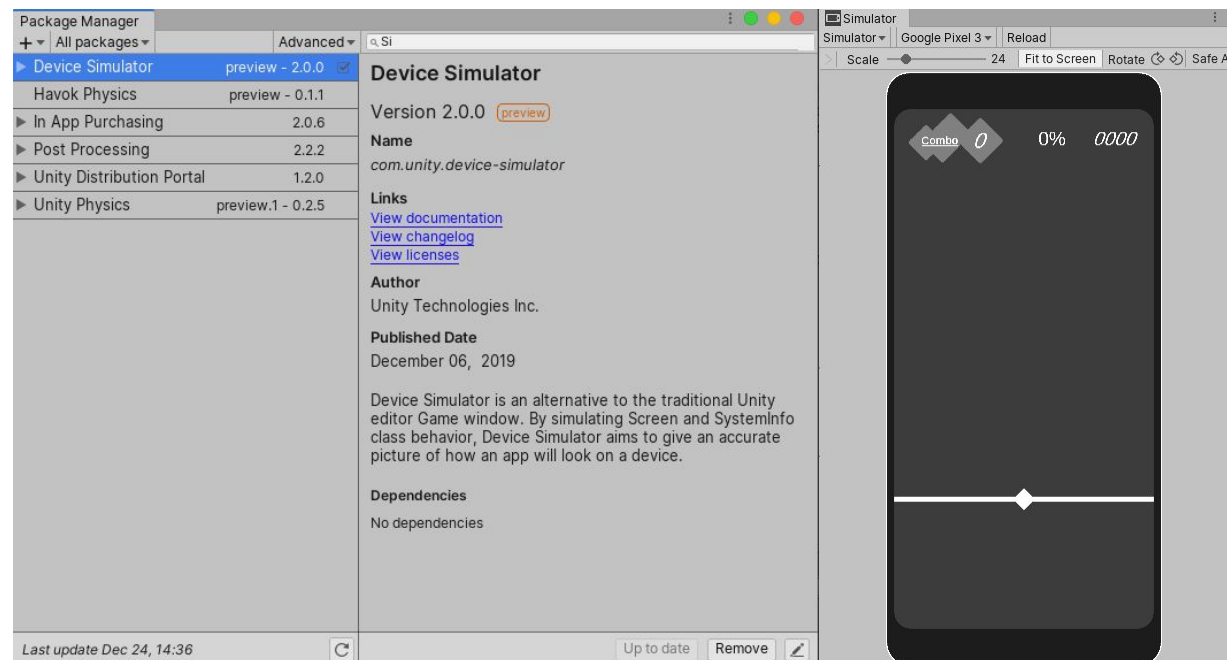 Package Manager
+ All packages Advanced Si
Device Simulator preview - 2.0.0
Havok Physics preview - 0.1.1
In App Purchasing 2.0.6
Post Processing 2.2.2
Unity Distribution Portal 1.2.0
Unity Physics preview.1 - 0.2.5
Last update Dec 24, 14:36
Device Simulator
Version 2.0.0 preview
Name
com.unity.device-simulator
Links
View documentation
View changelog
View licenses
Author
Unity Technologies Inc.
Published Date
December 06, 2019
Device Simulator is an alternative to the traditional Unity
editor Game window. By simulating Screen and SystemInfo
class behavior, Device Simulator aims to give an accurate
picture of how an app will look on a device.
Dependencies
No dependencies
Up to date Remove
Simulator
Simulator Google Pixel 3 Reload
Scale 24 Fit to Screen Rotate Safe A
Combo 0 0% 0000